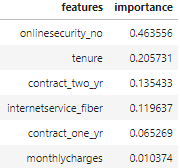 features importance
onlinesecurity_no 0.463556
tenure 0.205731
contract_two_yr 0.135433
internetservice_fiber 0.119637
contract_one_yr 0.065269
monthlycharges 0.010374